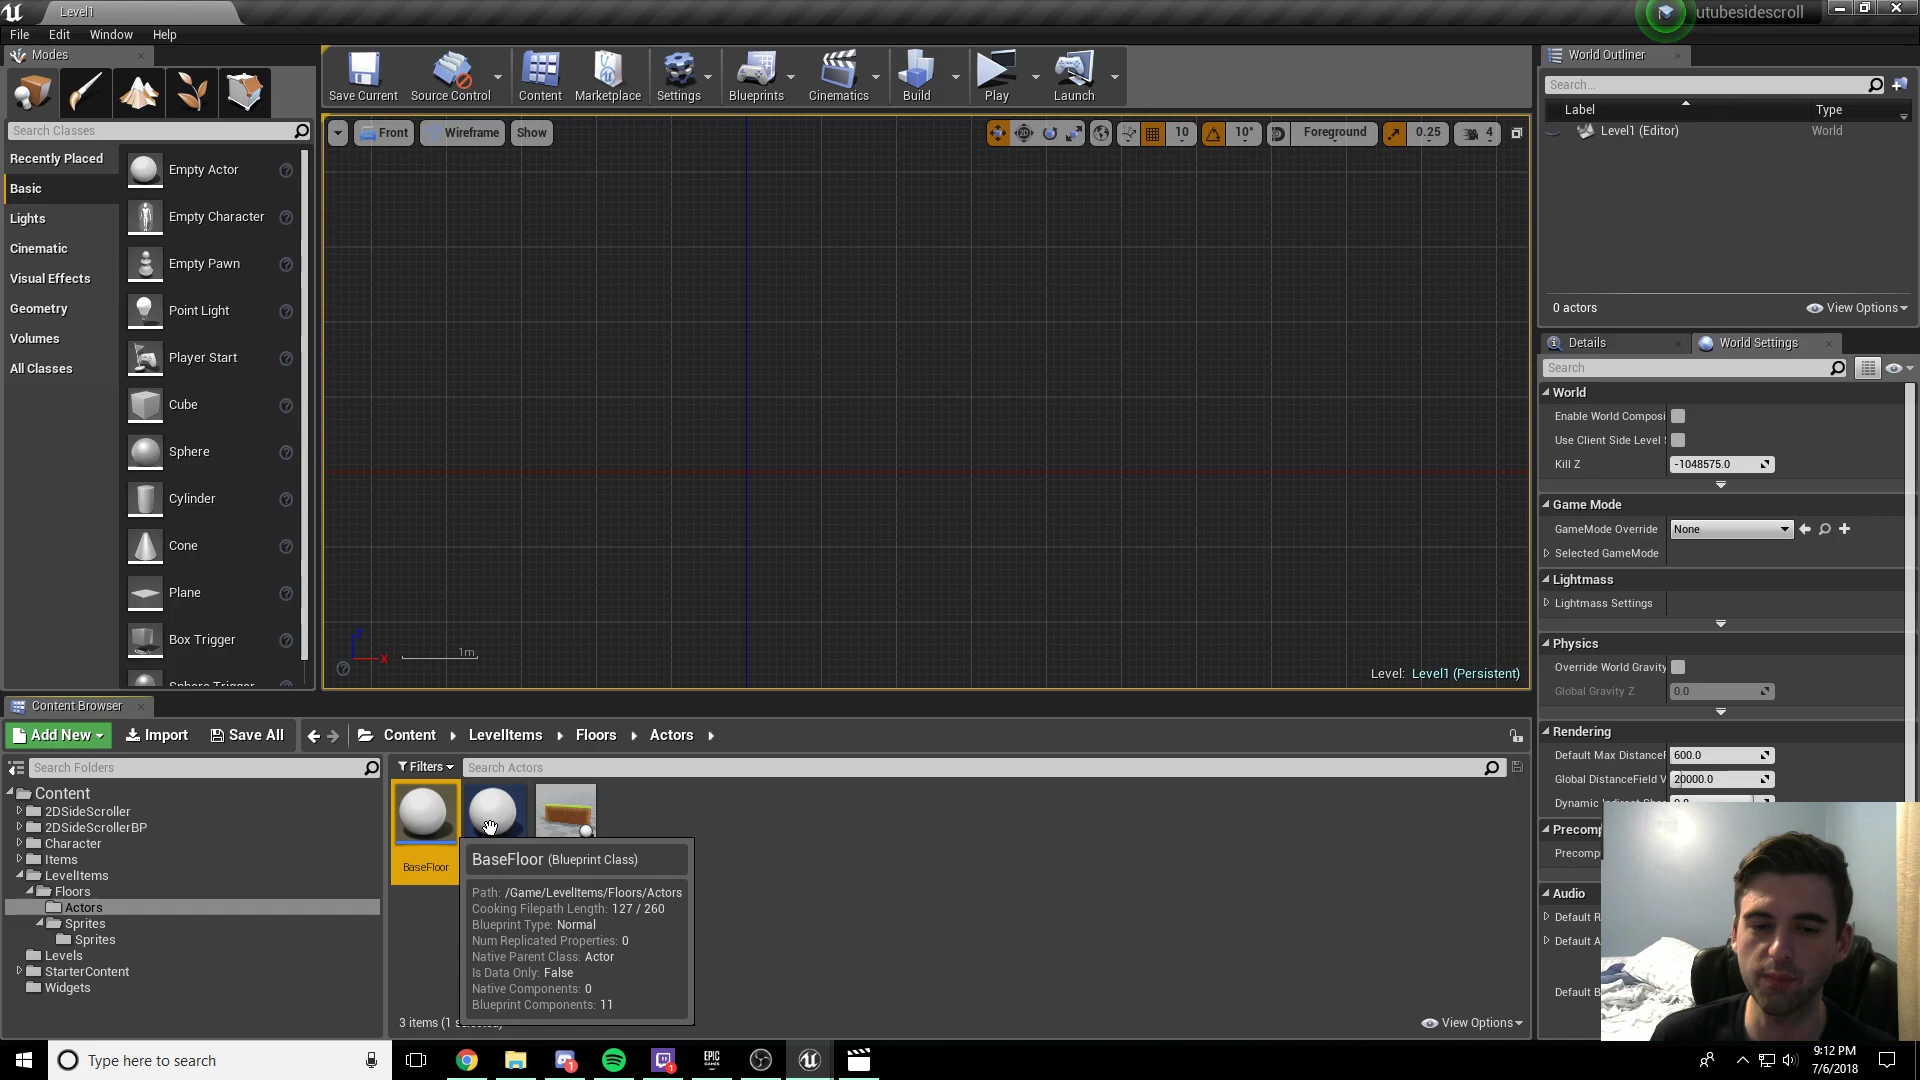 Level1
utubesidescroll
File Edit Window Help
Modes
Search Classes
Recently Placed
Basic
Lights
Cinematic
Visual Effects
Geometry
Volumes
All Classes
Empty Actor
Empty Character
Empty Pawn
Point Light
Player Start
Cube
Sphere
Cylinder
Cone
Plane
Box Trigger
Sphere Trigger
Save Current
Source Control
Content
Marketplace
Settings
Blueprints
Cinematics
Build
Play
Launch
Front
Wireframe
Show
10
10°
Foreground
0.25
4
X
1m
Level: Level1 (Persistent)
World Outliner
Search...
Label Type
Level1 (Editor) World
0 actors
View Options
Details
World Settings
Search
World
Enable World Composi
Use Client Side Level
Kill Z -1048575.0
Game Mode
GameMode Override None
Selected GameMode
Lightmass
Lightmass Settings
Physics
Override World Gravity
Global Gravity Z 0.0
Rendering
Default Max DistanceF 600.0
Global DistanceField V 20000.0
Precomp
Precomp
Audio
Default R
Default A
Default B
Content Browser
Add New
Import
Save All
Content LevelItems Floors Actors
Search Folders
Filters
Search Actors
Content
2DSideScroller
2DSideScrollerBP
Character
Items
LevelItems
Floors
Actors
Sprites
Sprites
Levels
StarterContent
Widgets
BaseFloor
BaseFloor (Blueprint Class)
Path: /Game/LevelItems/Floors/Actors
Cooking Filepath Length: 127 / 260
Blueprint Type: Normal
Num Replicated Properties: 0
Native Parent Class: Actor
Is Data Only: False
Native Components: 0
Blueprint Components: 11
3 items (1
View Options
Type here to search
EPIC
1
1
9:12 PM
7/6/2018